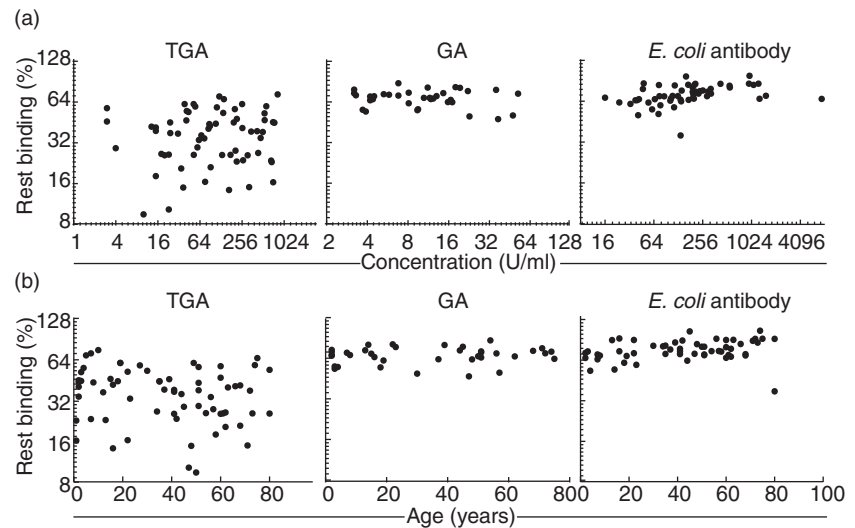 (a)
TGA GA E. coli antibody
Rest binding (%)
128
64
32
16
8
1 4 16 64 256 1024 2 4 8 16 32 64 128 16 64 256 1024 4096
Concentration (U/ml)
(b)
TGA GA E. coli antibody
Rest binding (%)
128
64
32
16
8
0 20 40 60 80 0 20 40 60 80 0 20 40 60 80 100
Age (years)